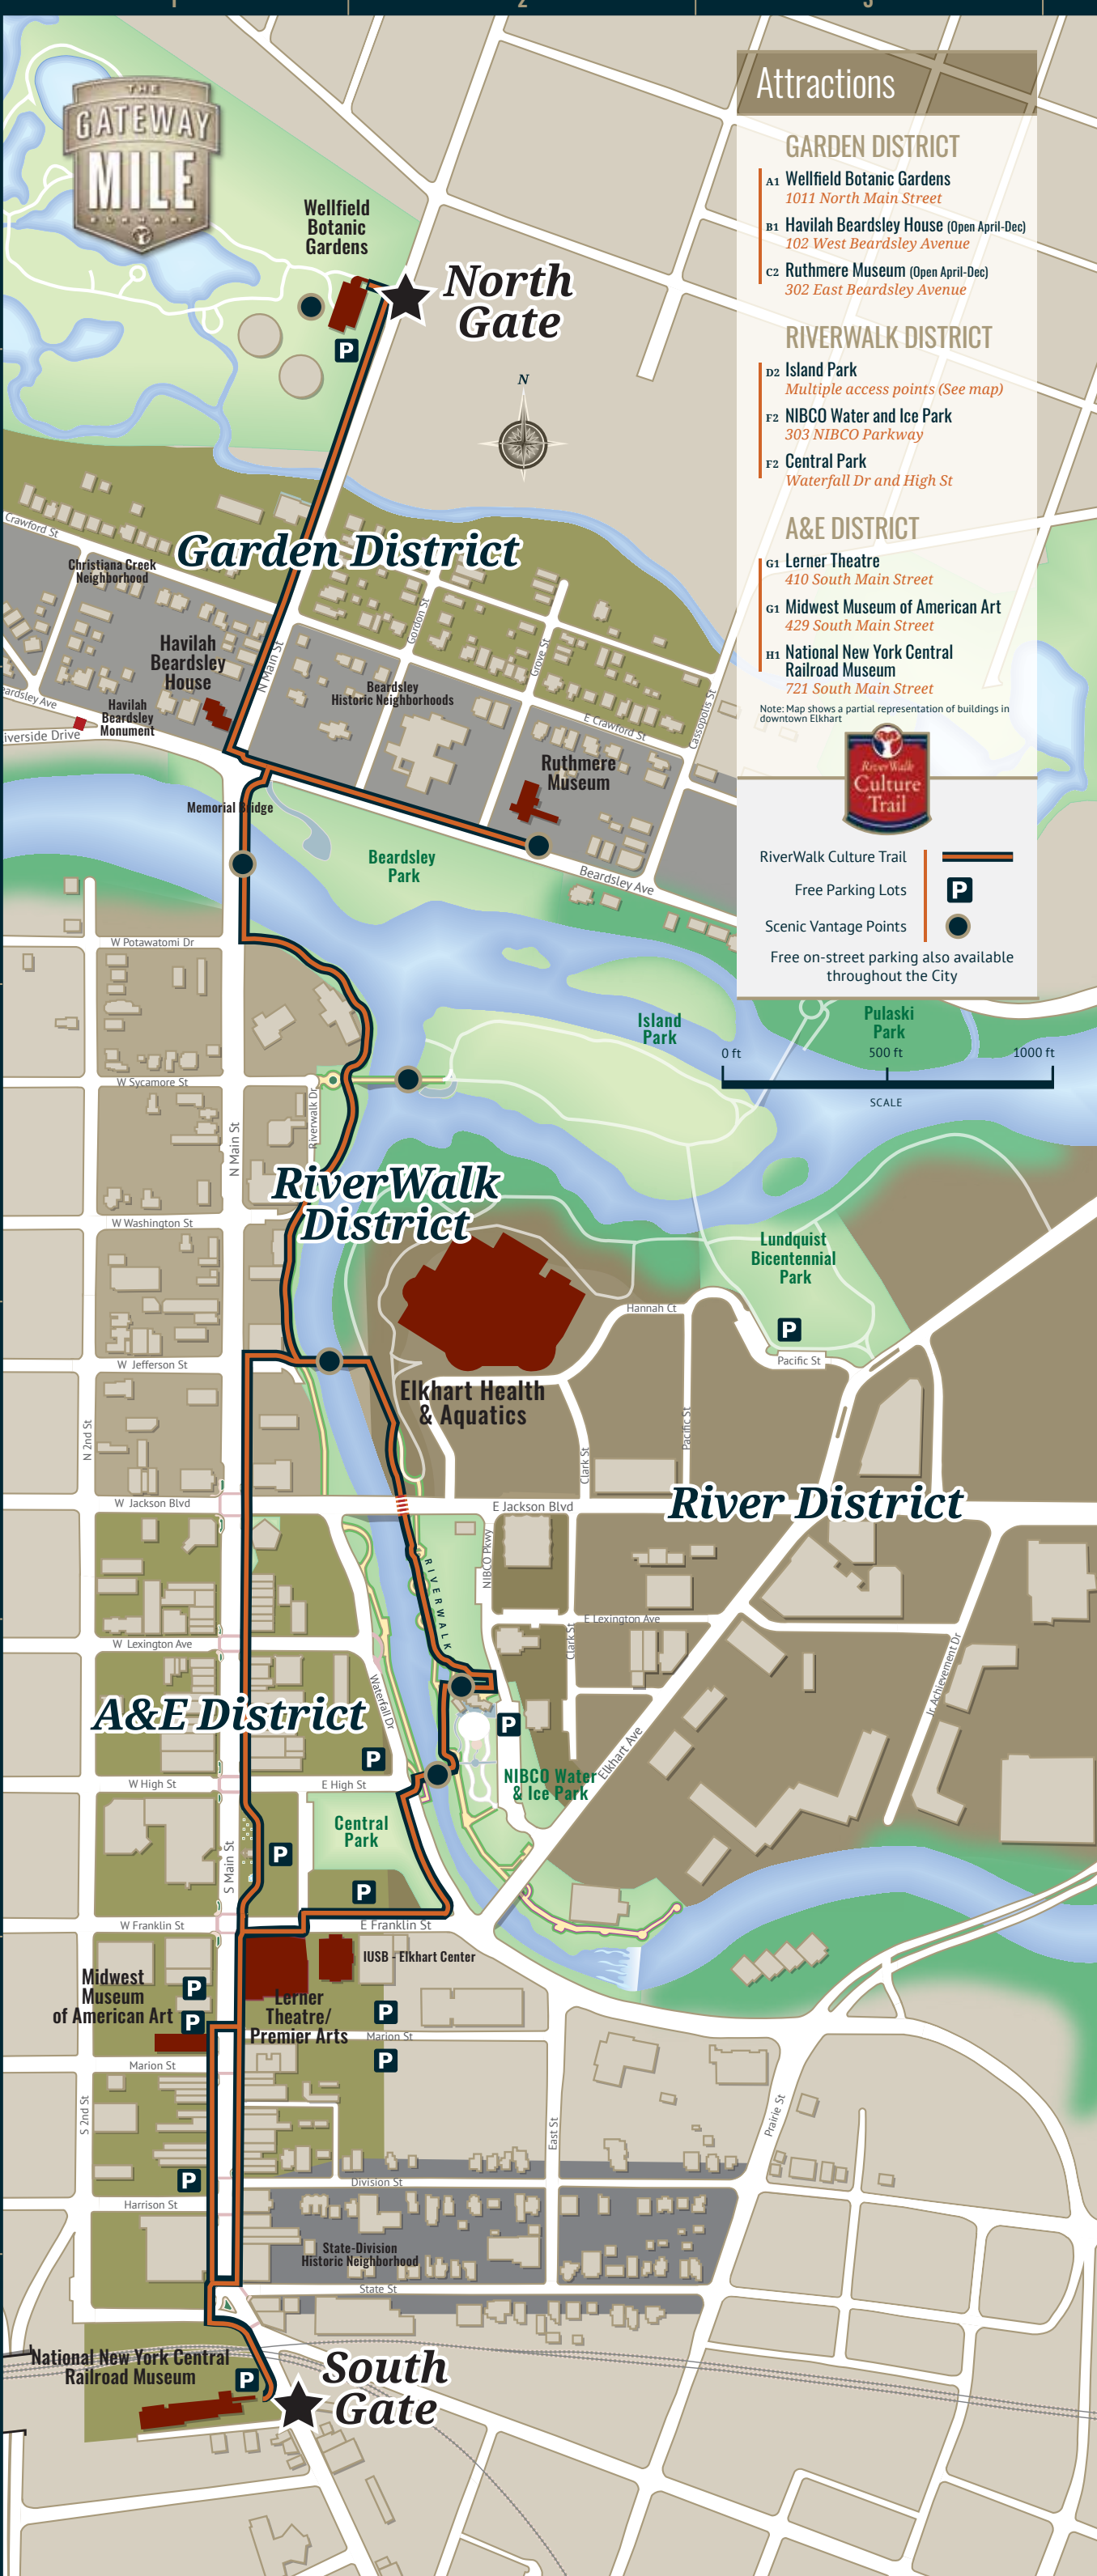 1 2 3
THE
GATEWAY
MILE
ELKHART
Wellfield
Botanic
Gardens
P
North
Gate
N
Attractions
GARDEN DISTRICT
A1 Wellfield Botanic Gardens
1011 North Main Street
B1 Havilah Beardsley House (Open April-Dec)
102 West Beardsley Avenue
C2 Ruthmere Museum (Open April-Dec)
302 East Beardsley Avenue
RIVERWALK DISTRICT
D2 Island Park
Multiple access points (See map)
F2 NIBCO Water and Ice Park
303 NIBCO Parkway
F2 Central Park
Waterfall Dr and High St
A&E DISTRICT
G1 Lerner Theatre
410 South Main Street
G1 Midwest Museum of American Art
429 South Main Street
H1 National New York Central
Railroad Museum
721 South Main Street
Note: Map shows a partial representation of buildings in
downtown Elkhart
RiverWalk
Culture
Trail
RiverWalk Culture Trail
Free Parking Lots P
Scenic Vantage Points
Free on-street parking also available
throughout the City
Crawford St
Garden District
Christiana Creek
Neighborhood
Havilah
Beardsley
House
N Main St
Gordon St
Grove St
Beardsley
Historic Neighborhoods
E Crawford St
Cassopolis St
eardsley Ave
Havilah
Beardsley
Monument
iverside Drive
Ruthmere
Museum
Memorial Bridge
Beardsley
Park
Beardsley Ave
W Potawatomi Dr
Island
Park
Pulaski
Park
0 ft 500 ft 1000 ft
SCALE
W Sycamore St
Riverwalk Dr
N Main St
RiverWalk
District
W Washington St
Lundquist
Bicentennial
Park
Hannah Ct
P
Pacific St
W Jefferson St
Elkhart Health
& Aquatics
N 2nd St
Clark St
Pacific St
W Jackson Blvd
E Jackson Blvd
River District
NIBCO Pkwy
RIVERWALK
E Lexington Ave
Clark St
W Lexington Ave
Waterfall Dr
Jr. Achievement Dr
A&E District
P
P
Elkhart Ave
W High St
E High St
NIBCO Water
& Ice Park
Central
Park
P
S Main St
P
W Franklin St
E Franklin St
IUSB - Elkhart Center
Midwest
Museum
of American Art
P
P
Lerner
Theatre/
Premier Arts
P
Marion St
P
Marion St
S 2nd St
East St
Prairie St
P
Division St
Harrison St
State-Division
Historic Neighborhood
State St
National New York Central
Railroad Museum
P
South
Gate